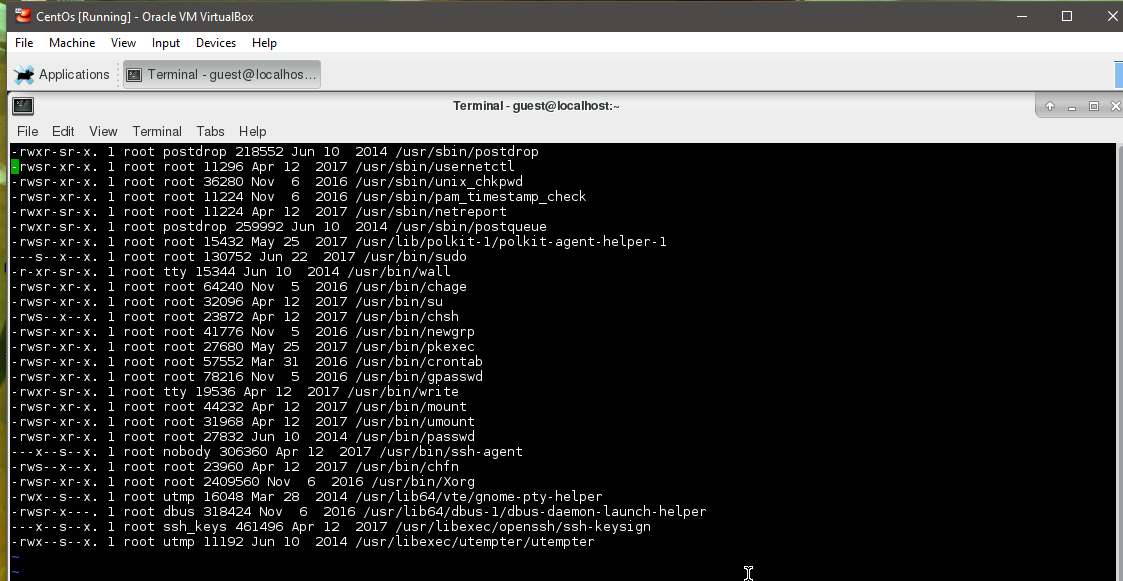 CentOs [Running] - Oracle VM VirtualBox
File Machine View Input Devices Help
Applications Terminal - guest@localhos...
Terminal - guest@localhost:~
File Edit View Terminal Tabs Help
-rwxr-sr-x. 1 root postdrop 218552 Jun 10  2014 /usr/sbin/postdrop
-rwsr-xr-x. 1 root root 11296 Apr 12  2017 /usr/sbin/usernetctl
-rwsr-xr-x. 1 root root 36280 Nov  6  2016 /usr/sbin/unix_chkpwd
-rwsr-xr-x. 1 root root 11224 Nov  6  2016 /usr/sbin/pam_timestamp_check
-rwxr-sr-x. 1 root root 11224 Apr 12  2017 /usr/sbin/netreport
-rwxr-sr-x. 1 root postdrop 259992 Jun 10  2014 /usr/sbin/postqueue
-rwsr-xr-x. 1 root root 15432 May 25  2017 /usr/lib/polkit-1/polkit-agent-helper-1
---s--x--x. 1 root root 130752 Jun 22  2017 /usr/bin/sudo
-r-xr-sr-x. 1 root tty 15344 Jun 10  2014 /usr/bin/wall
-rwsr-xr-x. 1 root root 64240 Nov  5  2016 /usr/bin/chage
-rwsr-xr-x. 1 root root 32096 Apr 12  2017 /usr/bin/su
-rws--x--x. 1 root root 23872 Apr 12  2017 /usr/bin/chsh
-rwsr-xr-x. 1 root root 41776 Nov  5  2016 /usr/bin/newgrp
-rwsr-xr-x. 1 root root 27680 May 25  2017 /usr/bin/pkexec
-rwsr-xr-x. 1 root root 57552 Mar 31  2016 /usr/bin/crontab
-rwsr-xr-x. 1 root root 78216 Nov  5  2016 /usr/bin/gpasswd
-rwxr-sr-x. 1 root tty 19536 Apr 12  2017 /usr/bin/write
-rwsr-xr-x. 1 root root 44232 Apr 12  2017 /usr/bin/mount
-rwsr-xr-x. 1 root root 31968 Apr 12  2017 /usr/bin/umount
-rwsr-xr-x. 1 root root 27832 Jun 10  2014 /usr/bin/passwd
---x--s--x. 1 root nobody 306360 Apr 12  2017 /usr/bin/ssh-agent
-rws--x--x. 1 root root 23960 Apr 12  2017 /usr/bin/chfn
-rwsr-xr-x. 1 root root 2409560 Nov  6  2016 /usr/bin/Xorg
-rwx--s--x. 1 root utmp 16048 Mar 28  2014 /usr/lib64/vte/gnome-pty-helper
-rwsr-x---. 1 root dbus 318424 Nov  6  2016 /usr/lib64/dbus-1/dbus-daemon-launch-helper
---x--s--x. 1 root ssh_keys 461496 Apr 12  2017 /usr/libexec/openssh/ssh-keysign
-rwx--s--x. 1 root utmp 11192 Jun 10  2014 /usr/libexec/utempter/utempter
~
~